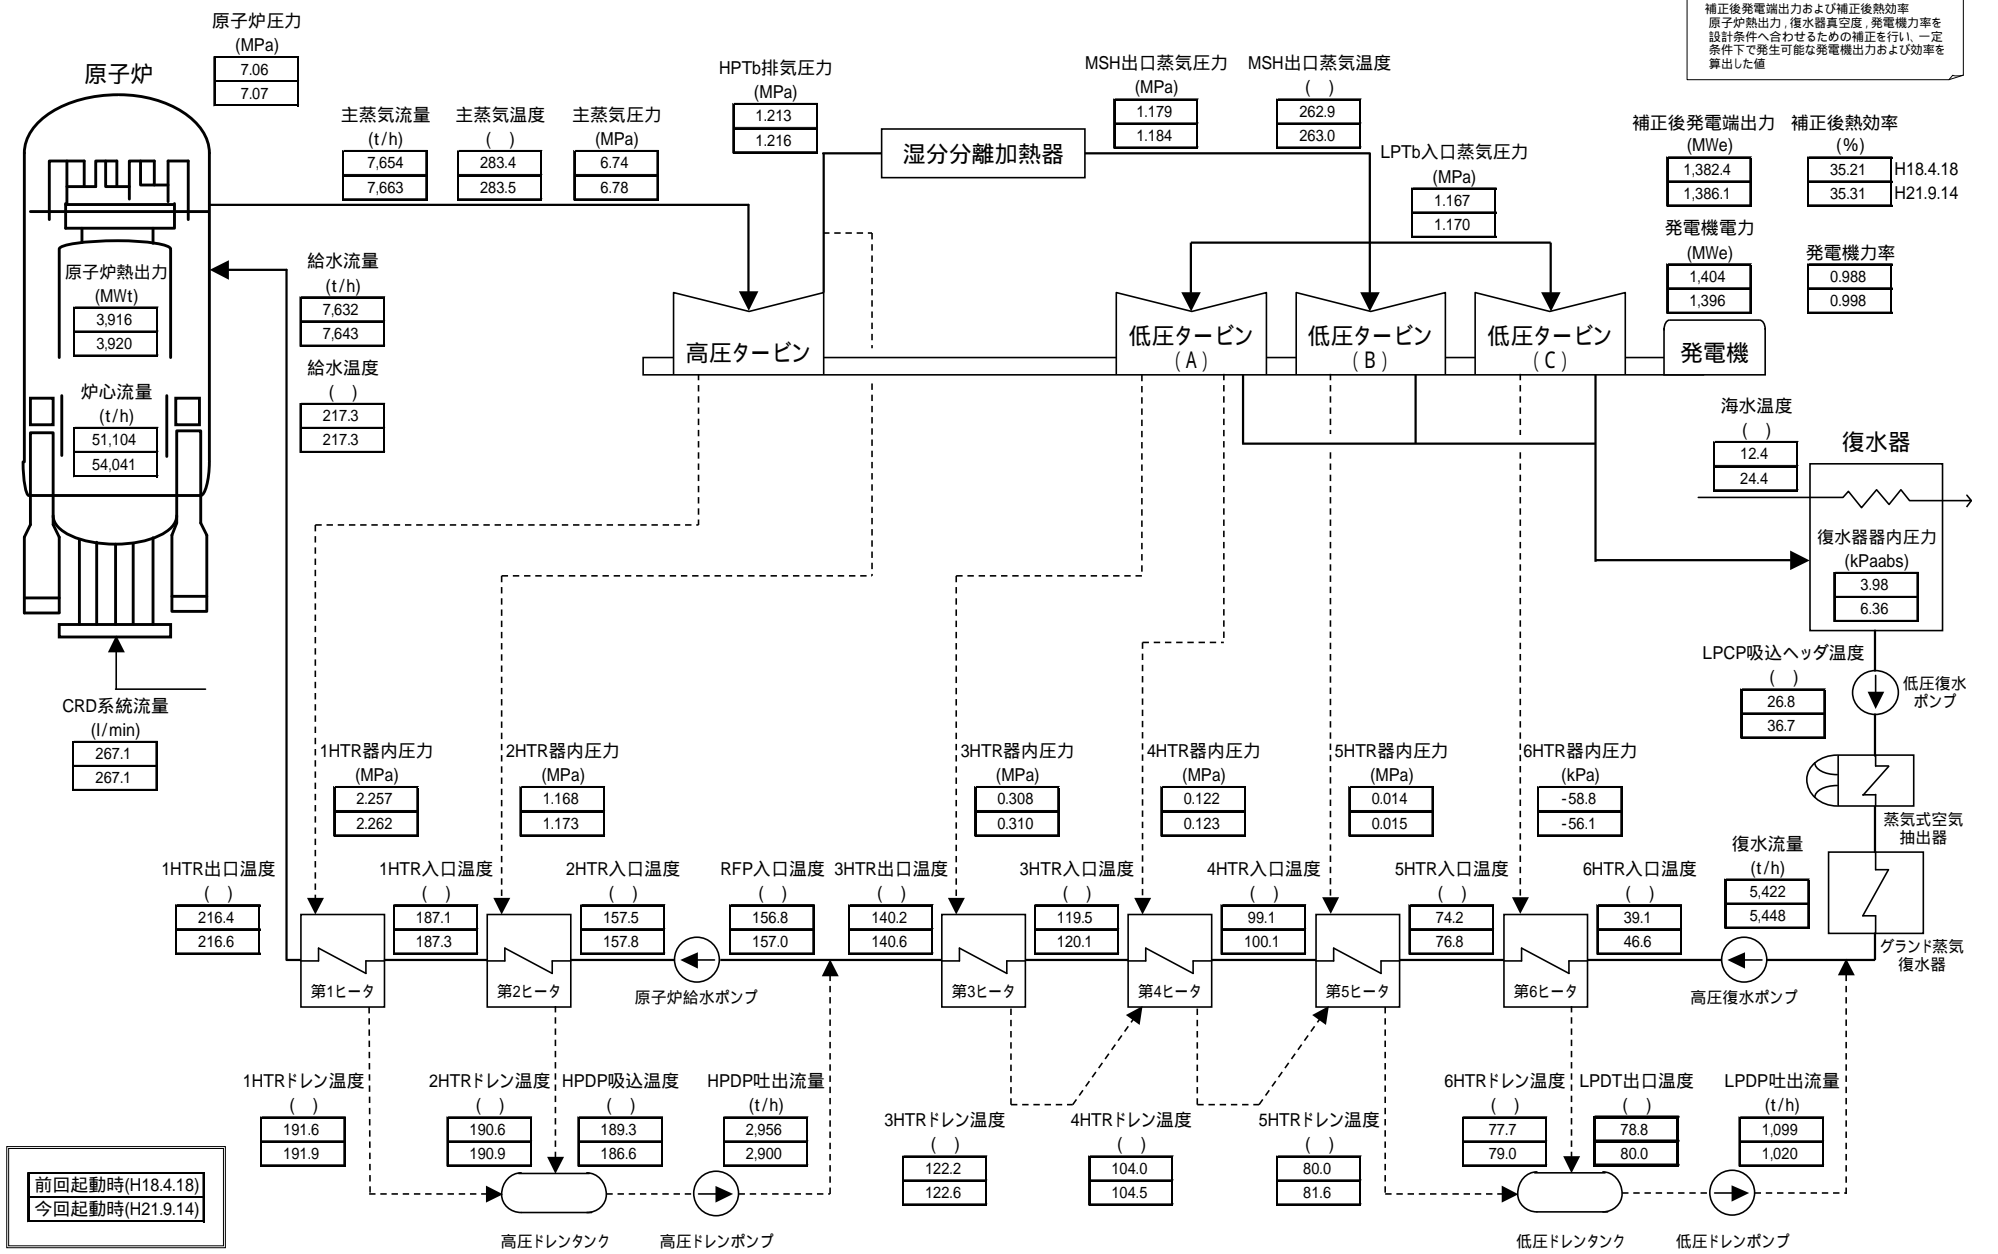 補正後発電端出力および補正後熱効率
原子炉熱出力,復水器真空度,発電機力率を
設計条件へ合わせるための補正を行い、一定
条件下で発生可能な発電機出力および効率を
算出した値
原子炉圧力
(MPa)
7.06
7.07
原子炉
主蒸気流量
(t/h)
7,654
7,663
主蒸気温度
( )
283.4
283.5
主蒸気圧力
(MPa)
6.74
6.78
HPTb排気圧力
(MPa)
1.213
1.216
湿分分離加熱器
MSH出口蒸気圧力
(MPa)
1.179
1.184
MSH出口蒸気温度
( )
262.9
263.0
LPTb入口蒸気圧力
(MPa)
1.167
1.170
補正後発電端出力
(MWe)
1,382.4
1,386.1
補正後熱効率
(%)
35.21 H18.4.18
35.31 H21.9.14
発電機電力
(MWe)
1,404
1,396
発電機力率
0.988
0.998
原子炉熱出力
(MWt)
3,916
3,920
給水流量
(t/h)
7,632
7,643
給水温度
( )
217.3
217.3
炉心流量
(t/h)
51,104
54,041
高圧タービン
低圧タービン
(A)
低圧タービン
(B)
低圧タービン
(C)
発電機
海水温度
( )
12.4
24.4
復水器
復水器器内圧力
(kPaabs)
3.98
6.36
LPCP吸込ヘッダ温度
( )
26.8
36.7
低圧復水
ポンプ
蒸気式空気
抽出器
CRD系統流量
(l/min)
267.1
267.1
1HTR器内圧力
(MPa)
2.257
2.262
2HTR器内圧力
(MPa)
1.168
1.173
3HTR器内圧力
(MPa)
0.308
0.310
4HTR器内圧力
(MPa)
0.122
0.123
5HTR器内圧力
(MPa)
0.014
0.015
6HTR器内圧力
(kPa)
-58.8
-56.1
復水流量
(t/h)
5,422
5,448
グランド蒸気
復水器
1HTR出口温度
( )
216.4
216.6
1HTR入口温度
( )
187.1
187.3
2HTR入口温度
( )
157.5
157.8
RFP入口温度
( )
156.8
157.0
3HTR出口温度
( )
140.2
140.6
3HTR入口温度
( )
119.5
120.1
4HTR入口温度
( )
99.1
100.1
5HTR入口温度
( )
74.2
76.8
6HTR入口温度
( )
39.1
46.6
第1ヒータ
第2ヒータ
原子炉給水ポンプ
第3ヒータ
第4ヒータ
第5ヒータ
第6ヒータ
高圧復水ポンプ
1HTRドレン温度
( )
191.6
191.9
2HTRドレン温度
( )
190.6
190.9
HPDP吸込温度
( )
189.3
186.6
HPDP吐出流量
(t/h)
2,956
2,900
3HTRドレン温度
( )
122.2
122.6
4HTRドレン温度
( )
104.0
104.5
5HTRドレン温度
( )
80.0
81.6
6HTRドレン温度
( )
77.7
79.0
LPDT出口温度
( )
78.8
80.0
LPDP吐出流量
(t/h)
1,099
1,020
高圧ドレンタンク
高圧ドレンポンプ
低圧ドレンタンク
低圧ドレンポンプ
前回起動時(H18.4.18)
今回起動時(H21.9.14)